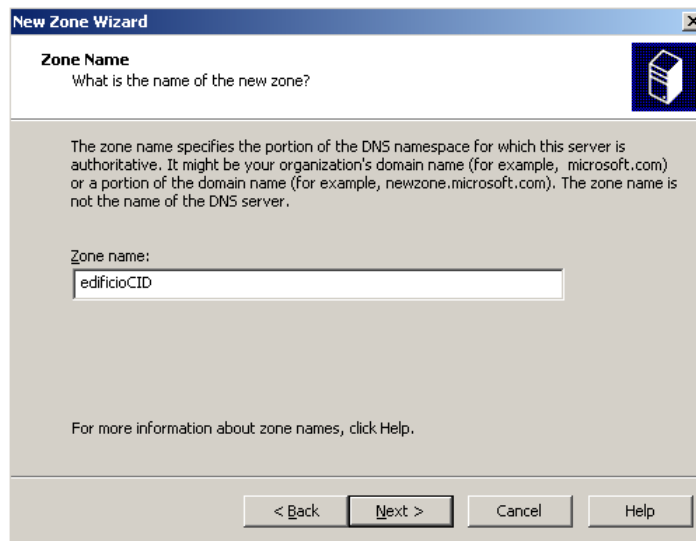 New Zone Wizard
Zone Name
What is the name of the new zone?
The zone name specifies the portion of the DNS namespace for which this server is
authoritative. It might be your organization's domain name (for example, microsoft.com)
or a portion of the domain name (for example, newzone.microsoft.com). The zone name is
not the name of the DNS server.
Zone name:
edificioCID
For more information about zone names, click Help.
< Back Next > Cancel Help